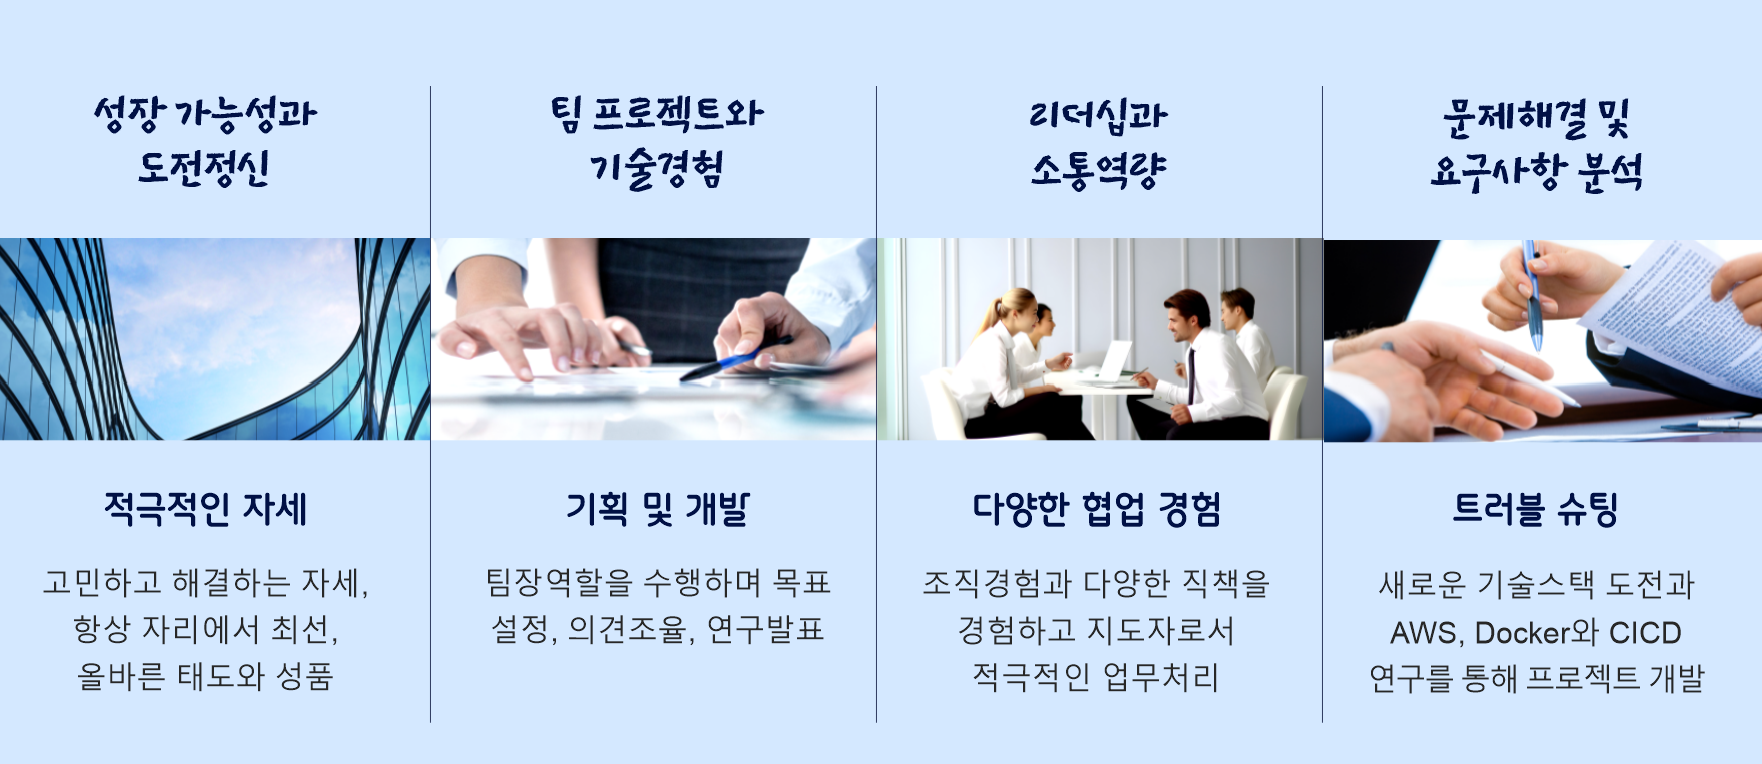 성장 가능성과
도전정신
적극적인 자세
고민하고 해결하는 자세,
항상 자리에서 최선,
올바른 태도와 성품
팀 프로젝트와
기술경험
기획 및 개발
팀장역할을 수행하며 목표
설정, 의견조율, 연구발표
리더십과
소통역량
다양한 협업 경험
조직경험과 다양한 직책을
경험하고 지도자로서
적극적인 업무처리
문제해결 및
요구사항 분석
트러블 슈팅
새로운 기술스택 도전과
AWS, Docker와 CICD
연구를 통해 프로젝트 개발